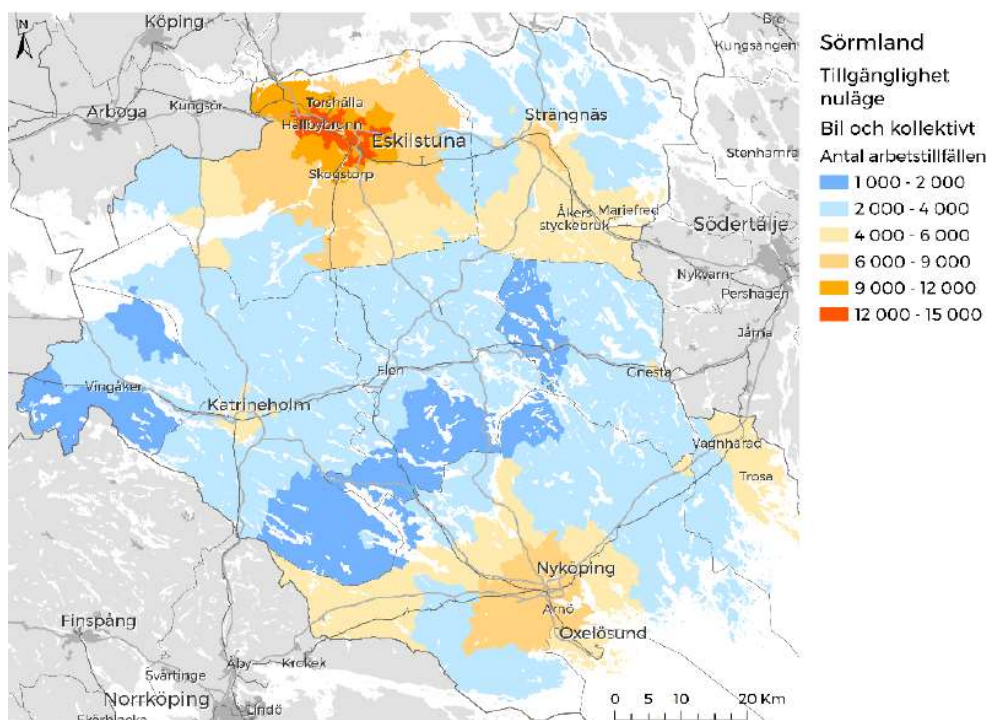 N
Köping
Bro
Kungsängen
Arboga
Kungsör
Torshälla
Hällbybrunn
Eskilstuna
Skogstorp
Strängnäs
Stenhamra
Åkers
styckebruk
Mariefred
Södertälje
Nykvarn
Pershagen
Järna
Vingåker
Flen
Gnesta
Katrineholm
Vagnhärad
Trosa
Nyköping
Arnö
Oxelösund
Finspång
Svärtinge
Åby
Krokek
Norrköping
Lindö
Skärblacka
0 5 10 20 Km
Sörmland
Tillgänglighet
nuläge
Bil och kollektivt
Antal arbetstillfällen
1 000 - 2 000
2 000 - 4 000
4 000 - 6 000
6 000 - 9 000
9 000 - 12 000
12 000 - 15 000